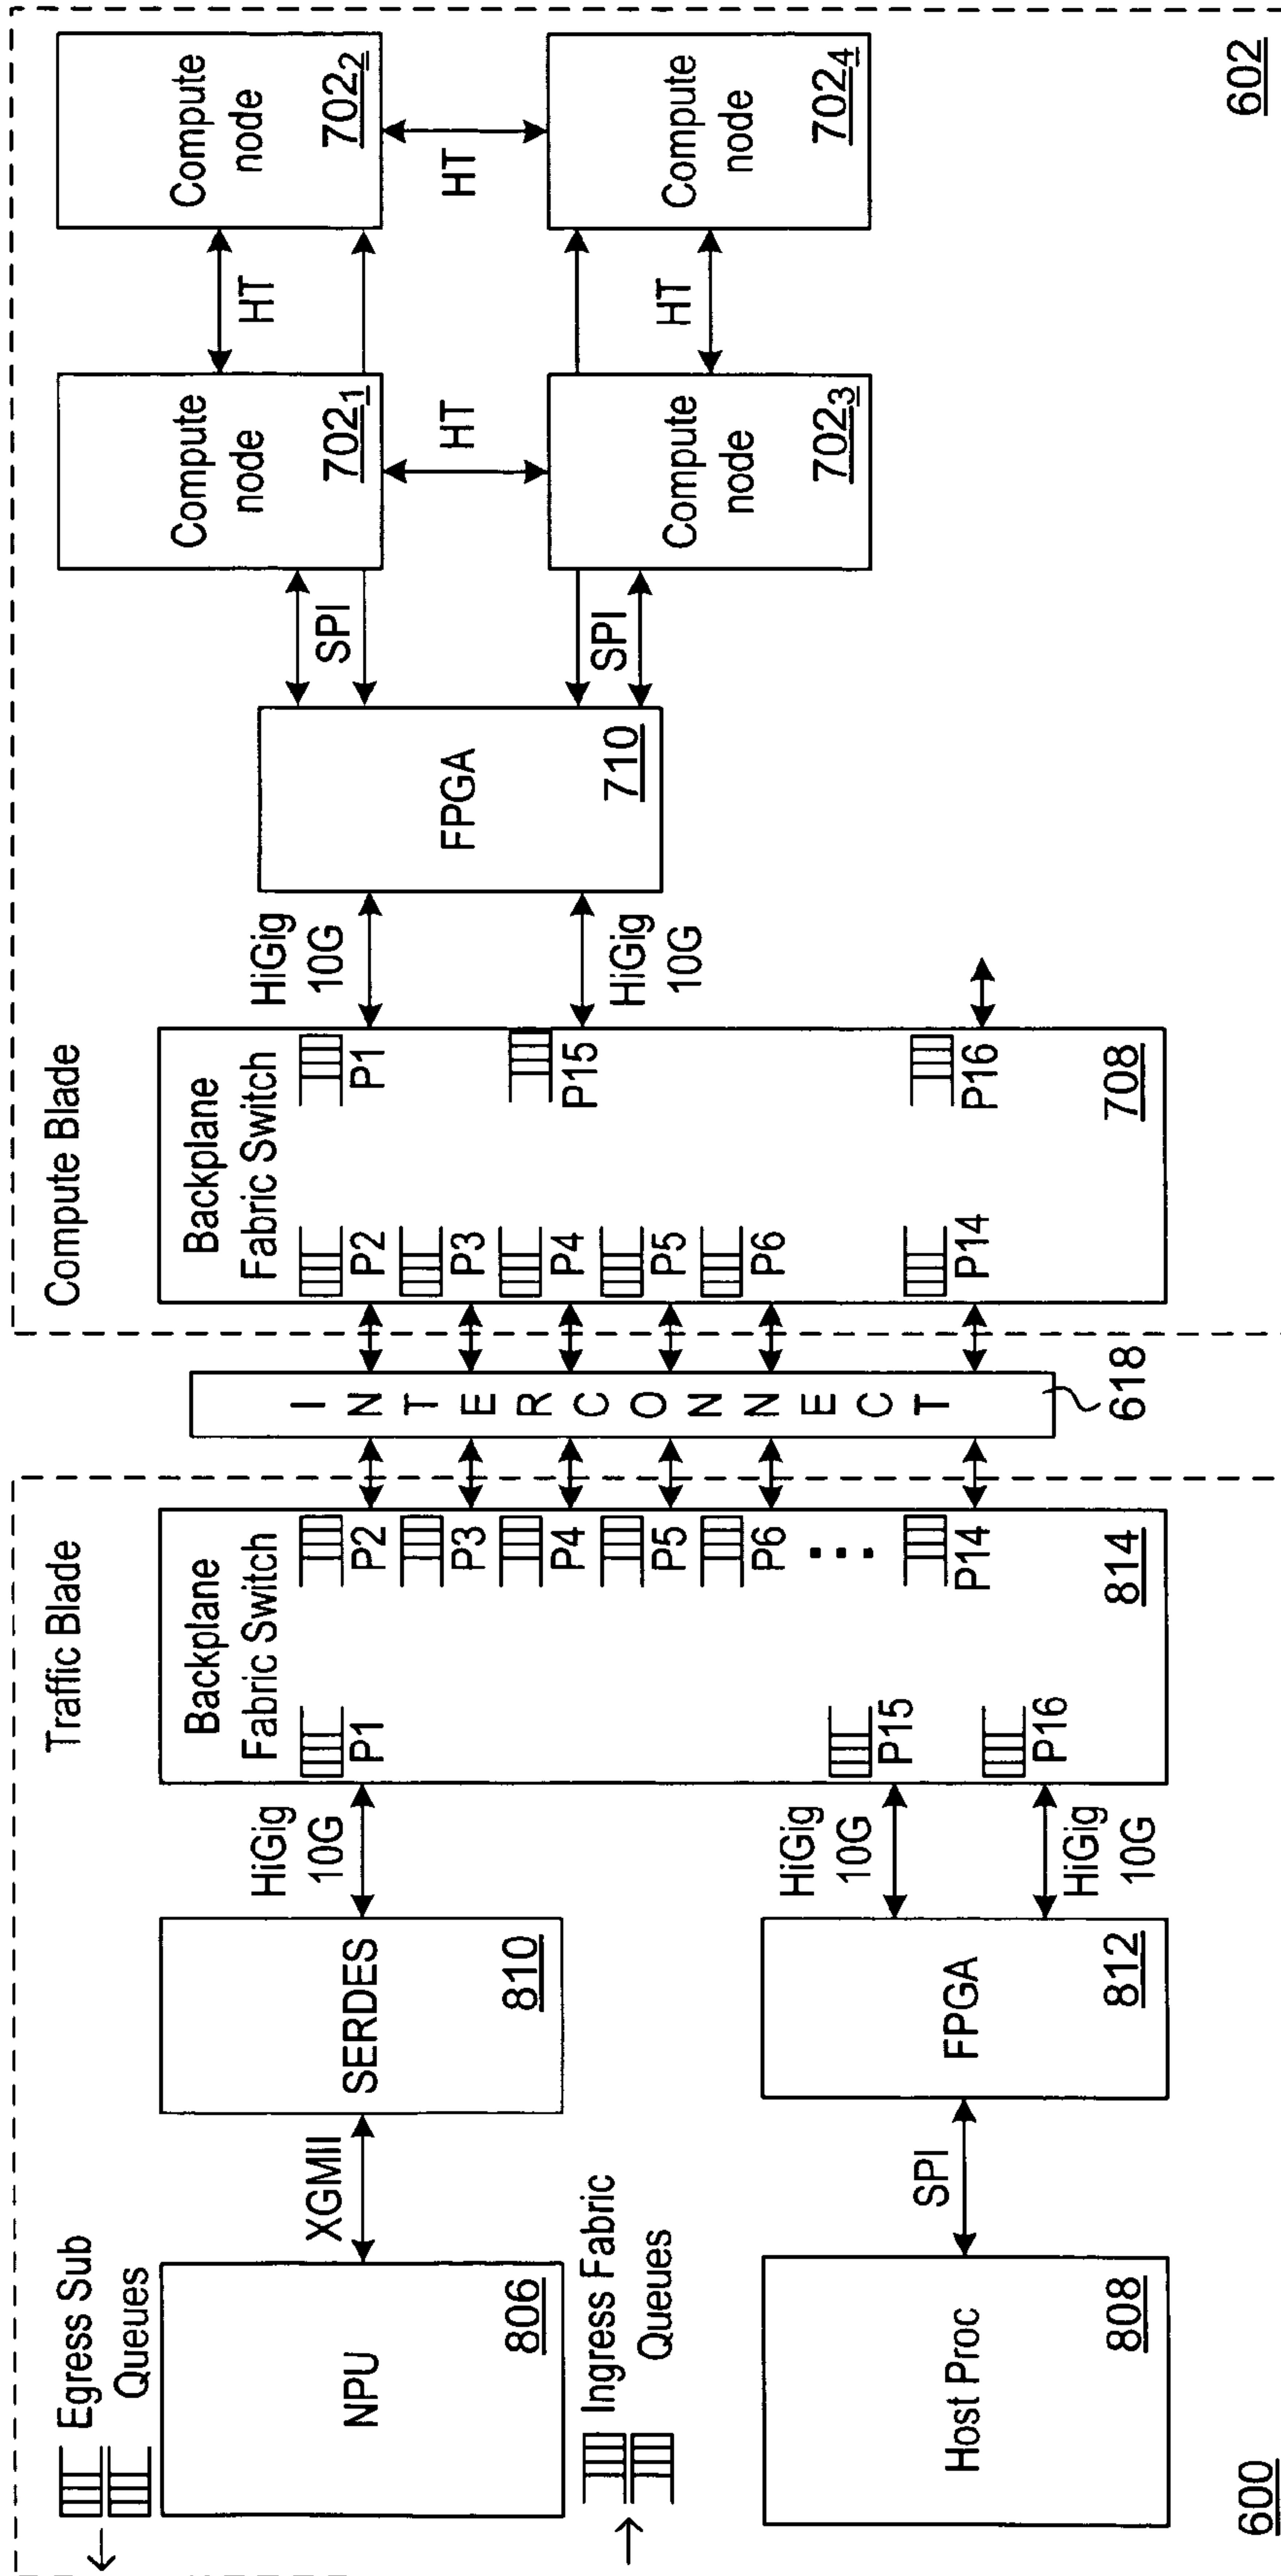 Traffic Blade
Egress Sub
Queues
NPU
806
Ingress Fabric
Queues
XGMII
SERDES
810
HiGig
10G
Host Proc
808
SPI
FPGA
812
HiGig
10G
HiGig
10G
Backplane
Fabric Switch
P1
P15
P16
P2
P3
P4
P5
P6
P14
814
600
INTERCONNECT
618
Compute Blade
Backplane
Fabric Switch
P2
P3
P4
P5
P6
P14
P1
P15
P16
708
HiGig
10G
HiGig
10G
FPGA
710
SPI
SPI
Compute
node
702₁
HT
Compute
node
702₂
HT
HT
Compute
node
702₃
HT
Compute
node
702₄
602